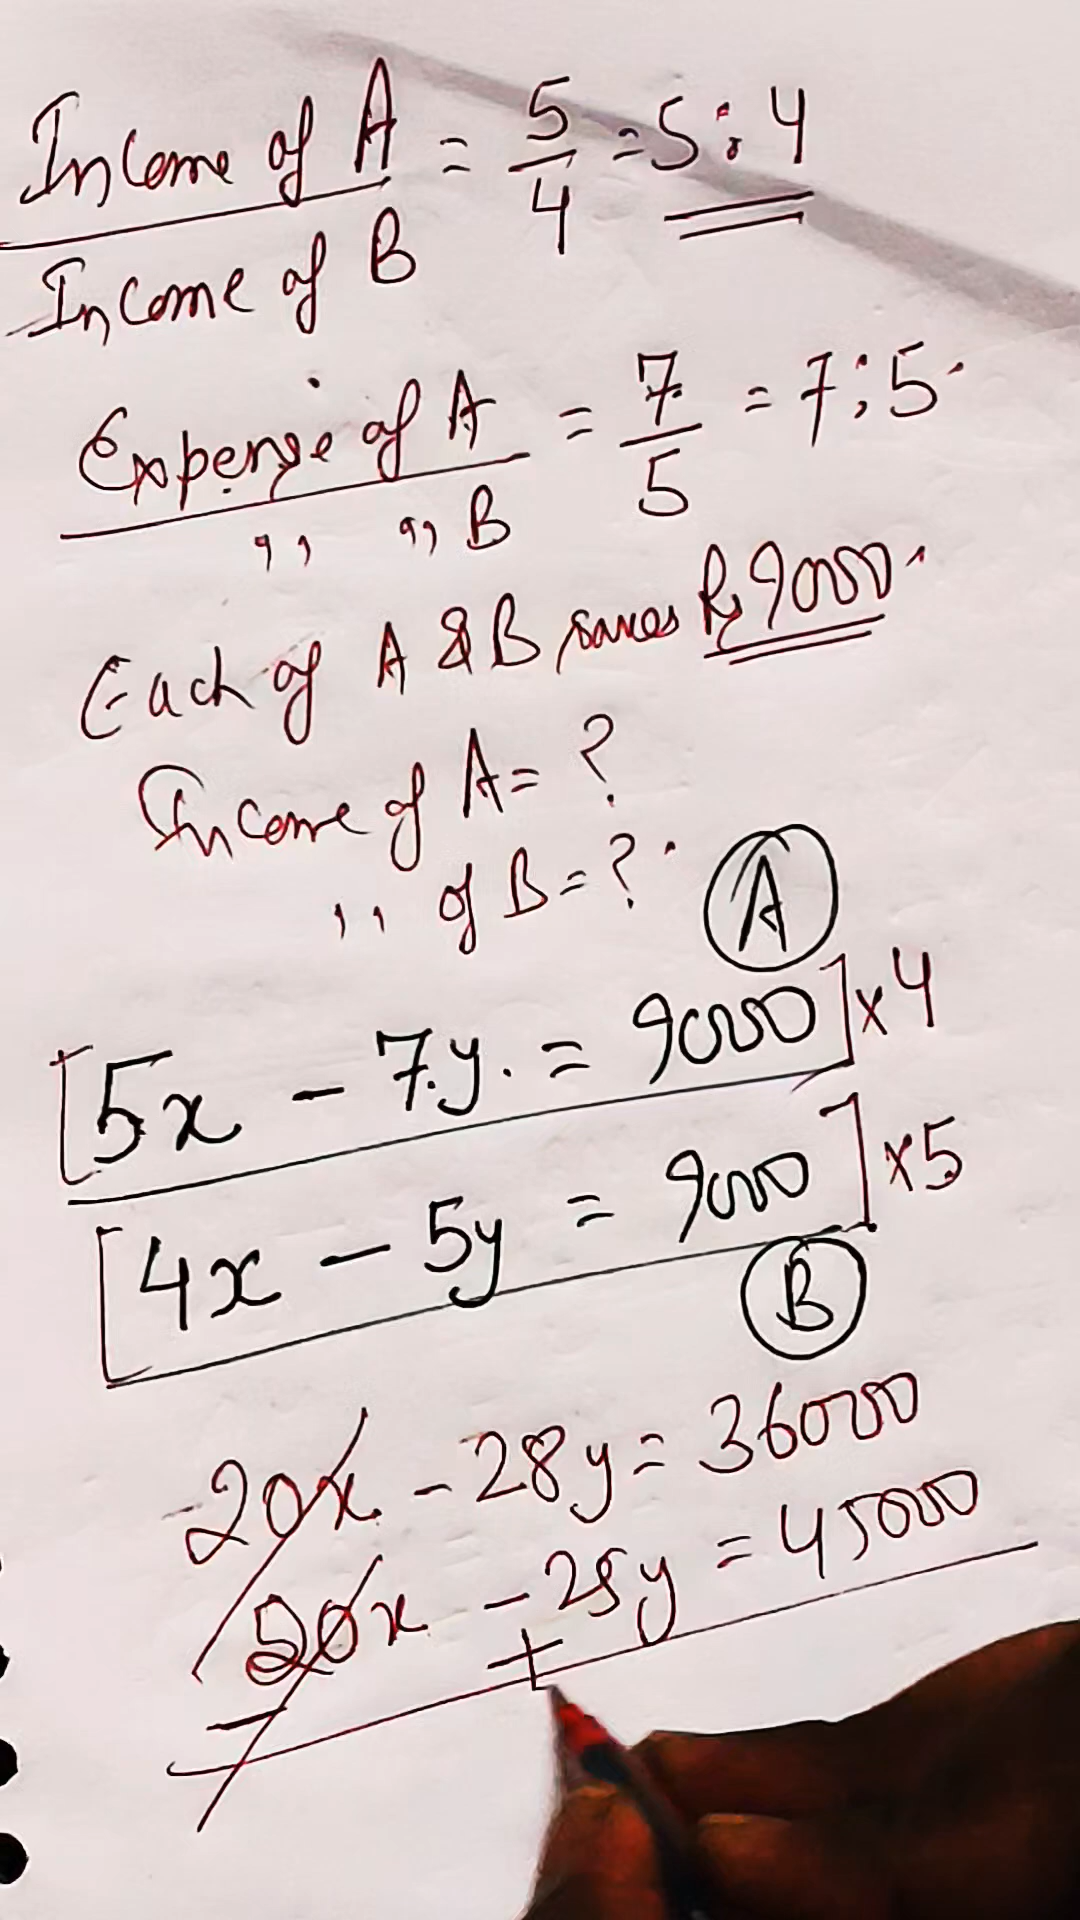 Income of A = 5/4 = 5 : 4
Income of B
Expense of A = 7/5 = 7 : 5.
,, ,, B
Each of A & B saves Rs 9000.
Income of A = ?
,, of B = ?
A
[5x - 7y. = 9000] x 4
[4x - 5y = 9000] x 5
B
20x - 28y = 36000
20x - 25y = 45000
- +